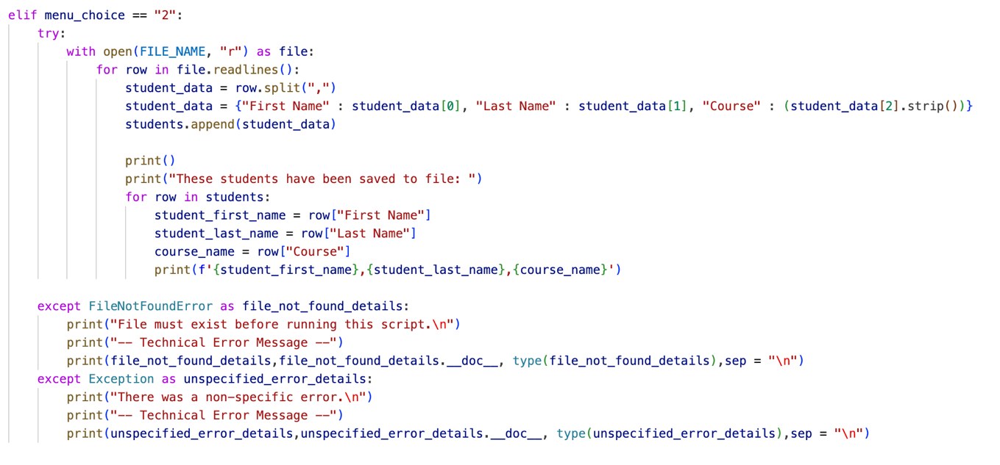 elif menu_choice == "2":
    try:
        with open(FILE_NAME, "r") as file:
            for row in file.readlines():
                student_data = row.split(",")
                student_data = {"First Name" : student_data[0], "Last Name" : student_data[1], "Course" : (student_data[2].strip())}
                students.append(student_data)

                print()
                print("These students have been saved to file: ")
                for row in students:
                    student_first_name = row["First Name"]
                    student_last_name = row["Last Name"]
                    course_name = row["Course"]
                    print(f'{student_first_name},{student_last_name},{course_name}')

    except FileNotFoundError as file_not_found_details:
        print("File must exist before running this script.\n")
        print("-- Technical Error Message --")
        print(file_not_found_details,file_not_found_details.__doc__, type(file_not_found_details),sep = "\n")
    except Exception as unspecified_error_details:
        print("There was a non-specific error.\n")
        print("-- Technical Error Message --")
        print(unspecified_error_details,unspecified_error_details.__doc__, type(unspecified_error_details),sep = "\n")